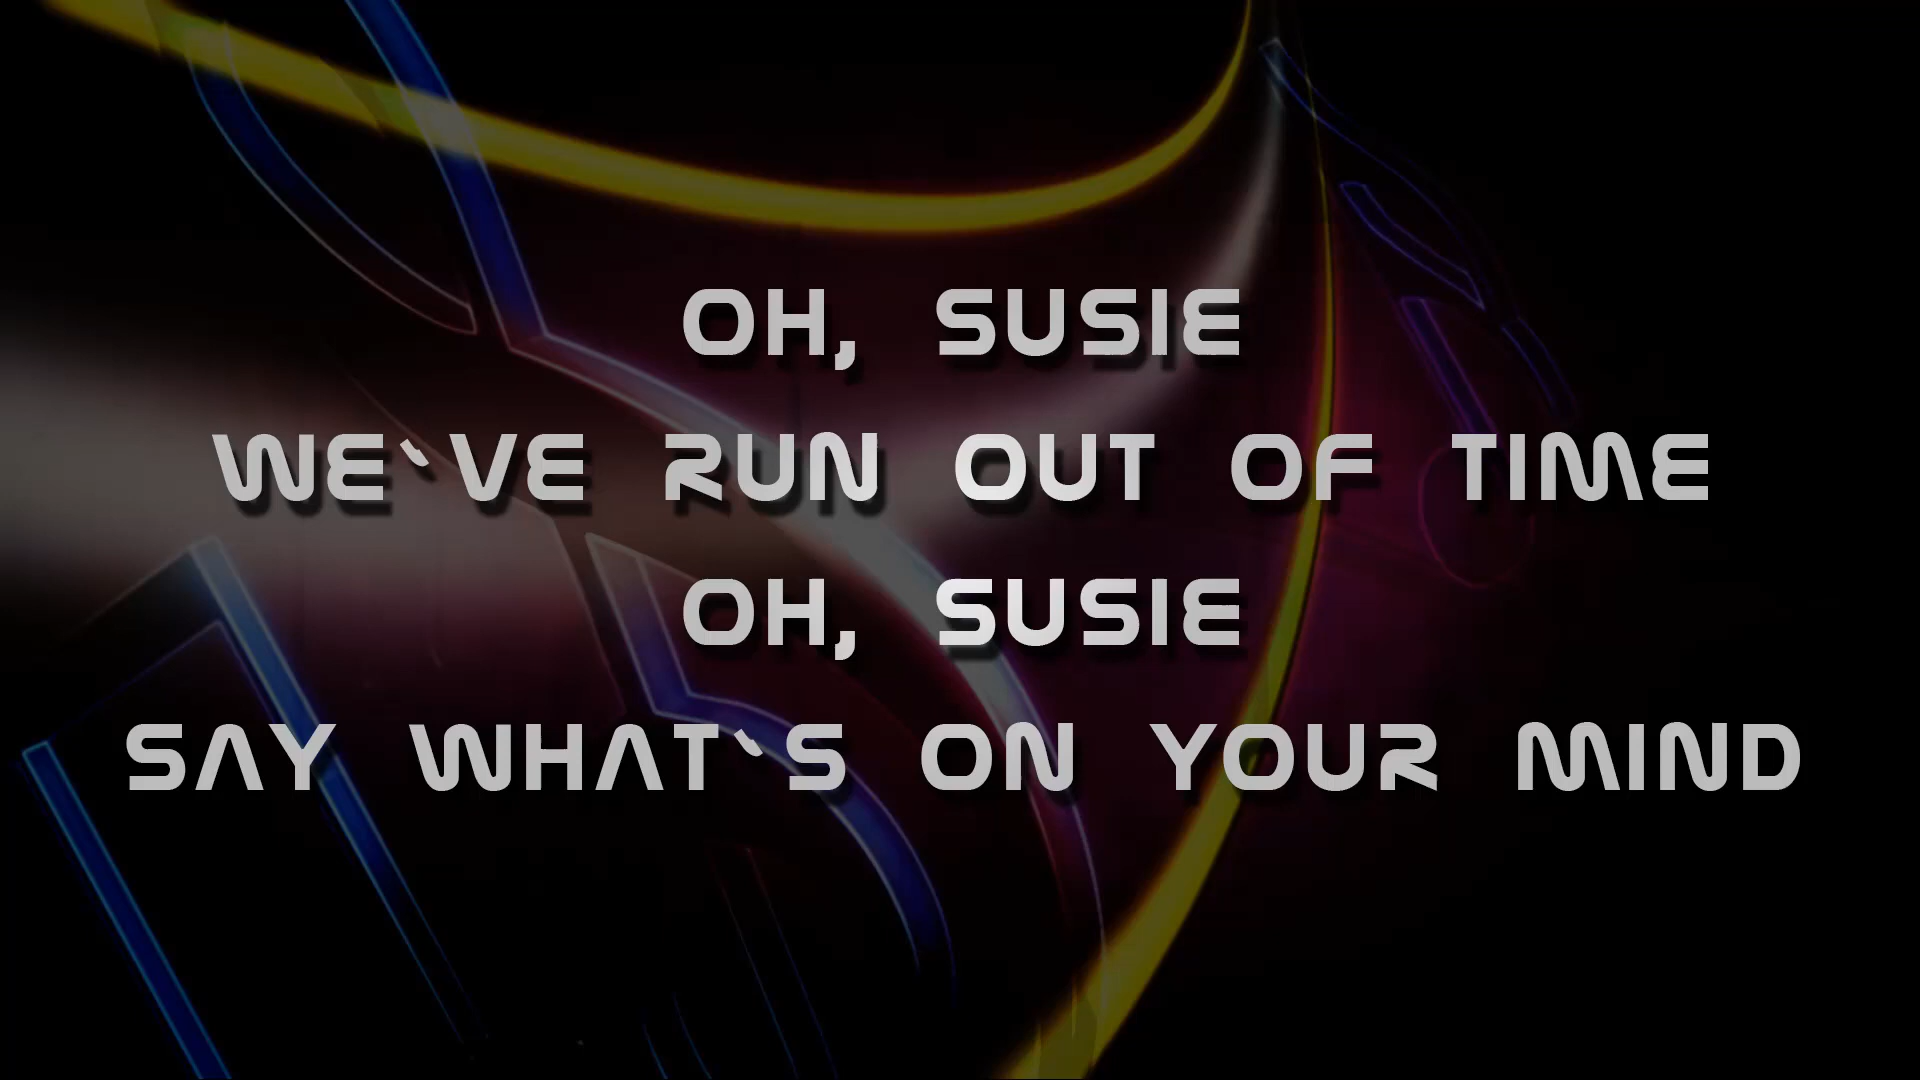 OH, SUSIE
WE`VE RUN OUT OF TIME
OH, SUSIE
SAY WHAT`S ON YOUR MIND